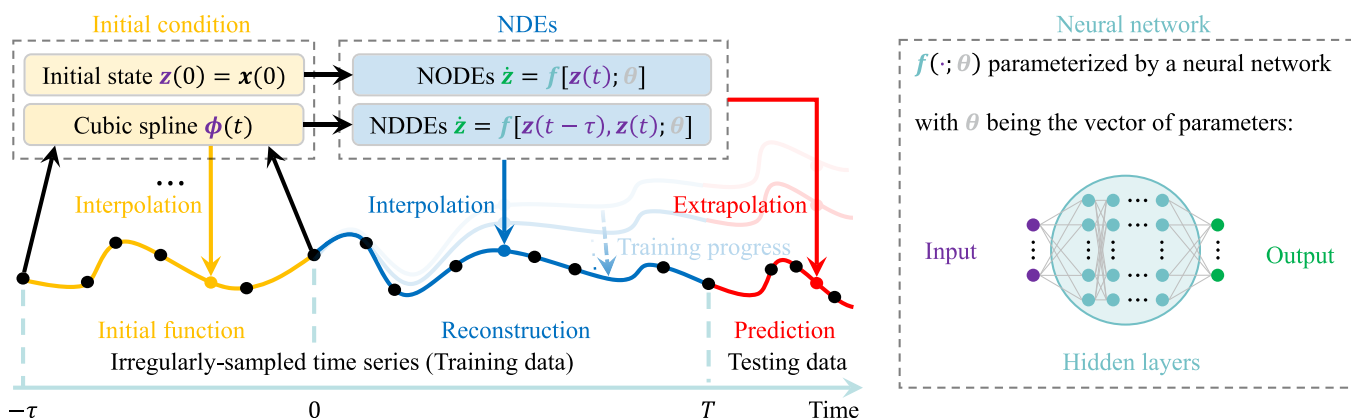 Initial condition
NDEs
Neural network
Initial state z(0) = x(0)
NODEs ż = f[z(t); θ]
Cubic spline ϕ(t)
NDDEs ż = f[z(t − τ), z(t); θ]
f(·; θ) parameterized by a neural network
with θ being the vector of parameters:
...
Interpolation
Interpolation
Extrapolation
Training progress
Input
Output
Initial function
Reconstruction
Prediction
Irregularly-sampled time series (Training data)
Testing data
Hidden layers
−τ
0
T
Time